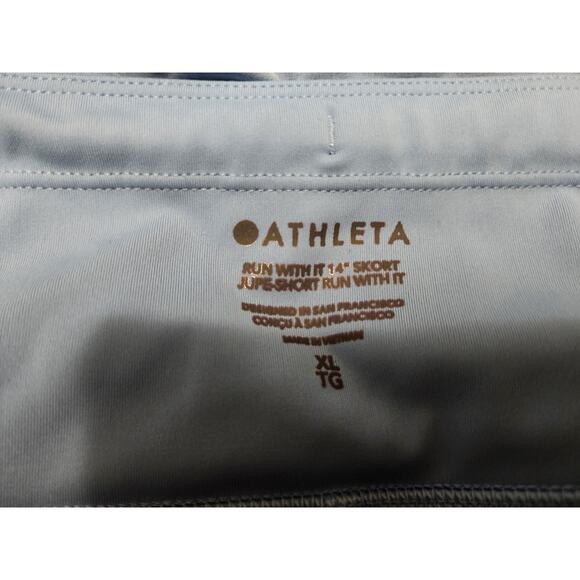 ATHLETA
RUN WITH IT 14" SKORT
JUPE-SHORT RUN WITH IT
DESIGNED IN SAN FRANCISCO
CONÇU À SAN FRANCISCO
MADE IN VIETNAM
XL
TG